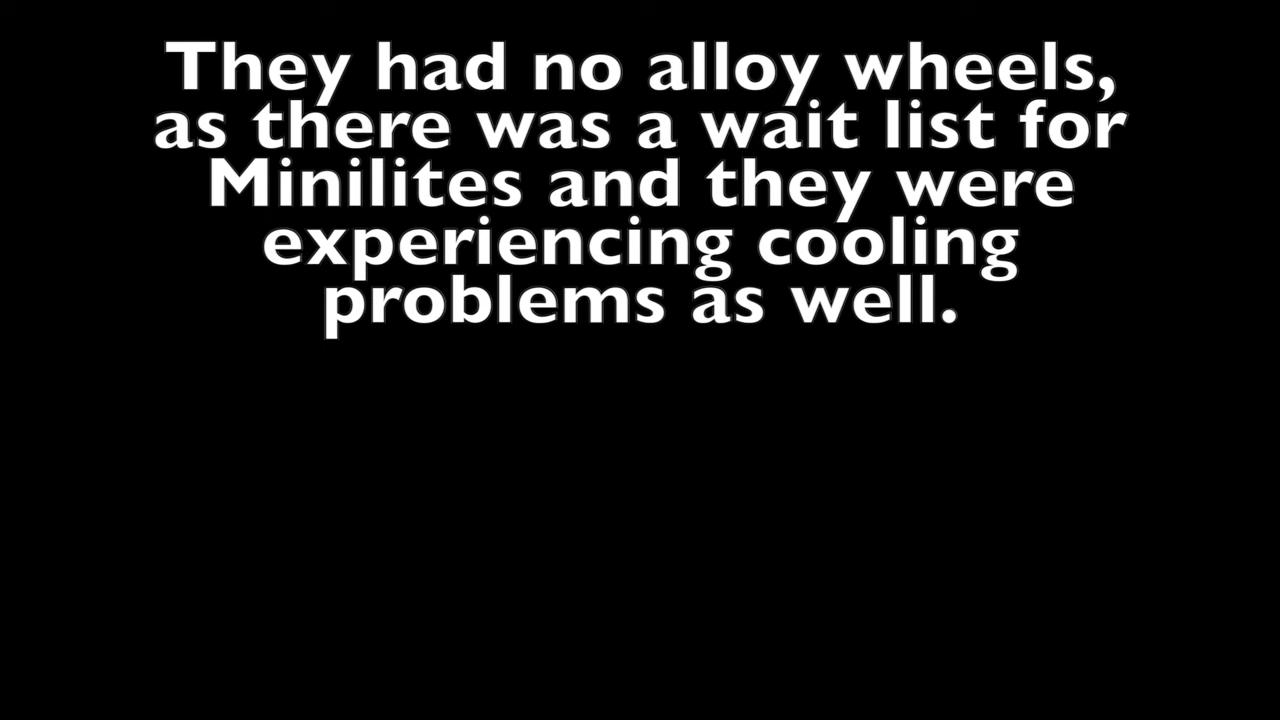 They had no alloy wheels,
as there was a wait list for
Minilites and they were
experiencing cooling
problems as well.